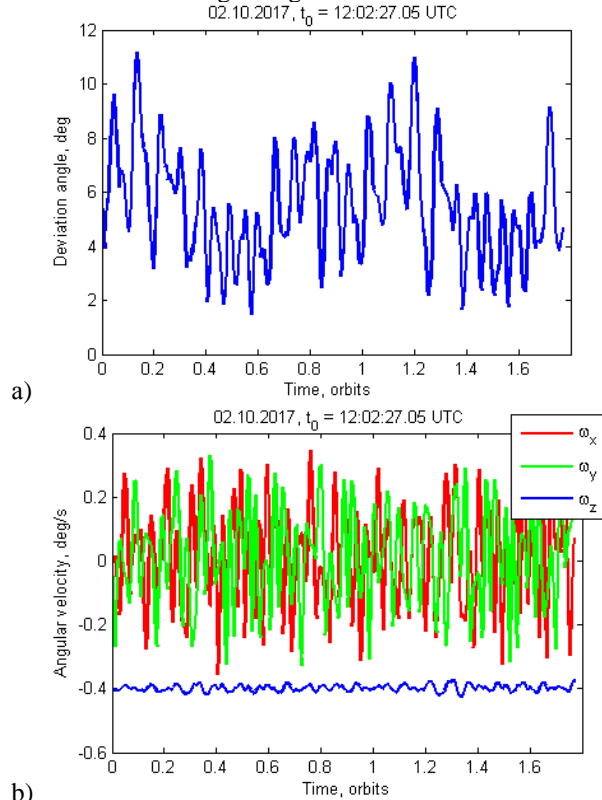 02.10.2017, t0 = 12:02:27.05 UTC
12
10
8
6
4
2
0
Deviation angle, deg
0 0.2 0.4 0.6 0.8 1 1.2 1.4 1.6
Time, orbits
a)
02.10.2017, t0 = 12:02:27.05 UTC
ωx
ωy
ωz
0.4
0.2
0
-0.2
-0.4
-0.6
Angular velocity, deg/s
0 0.2 0.4 0.6 0.8 1 1.2 1.4 1.6
Time, orbits
b)